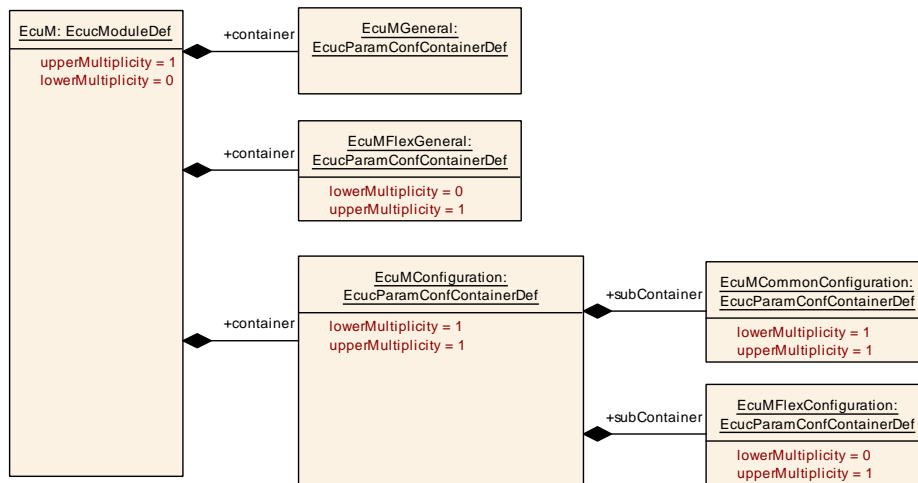 EcuM: EcucModuleDef
upperMultiplicity = 1
lowerMultiplicity = 0
+container
EcuMGeneral:
EcucParamConfContainerDef
+container
EcuMFlexGeneral:
EcucParamConfContainerDef
lowerMultiplicity = 0
upperMultiplicity = 1
+container
EcuMConfiguration:
EcucParamConfContainerDef
lowerMultiplicity = 1
upperMultiplicity = 1
+subContainer
EcuMCommonConfiguration:
EcucParamConfContainerDef
lowerMultiplicity = 1
upperMultiplicity = 1
+subContainer
EcuMFlexConfiguration:
EcucParamConfContainerDef
lowerMultiplicity = 0
upperMultiplicity = 1